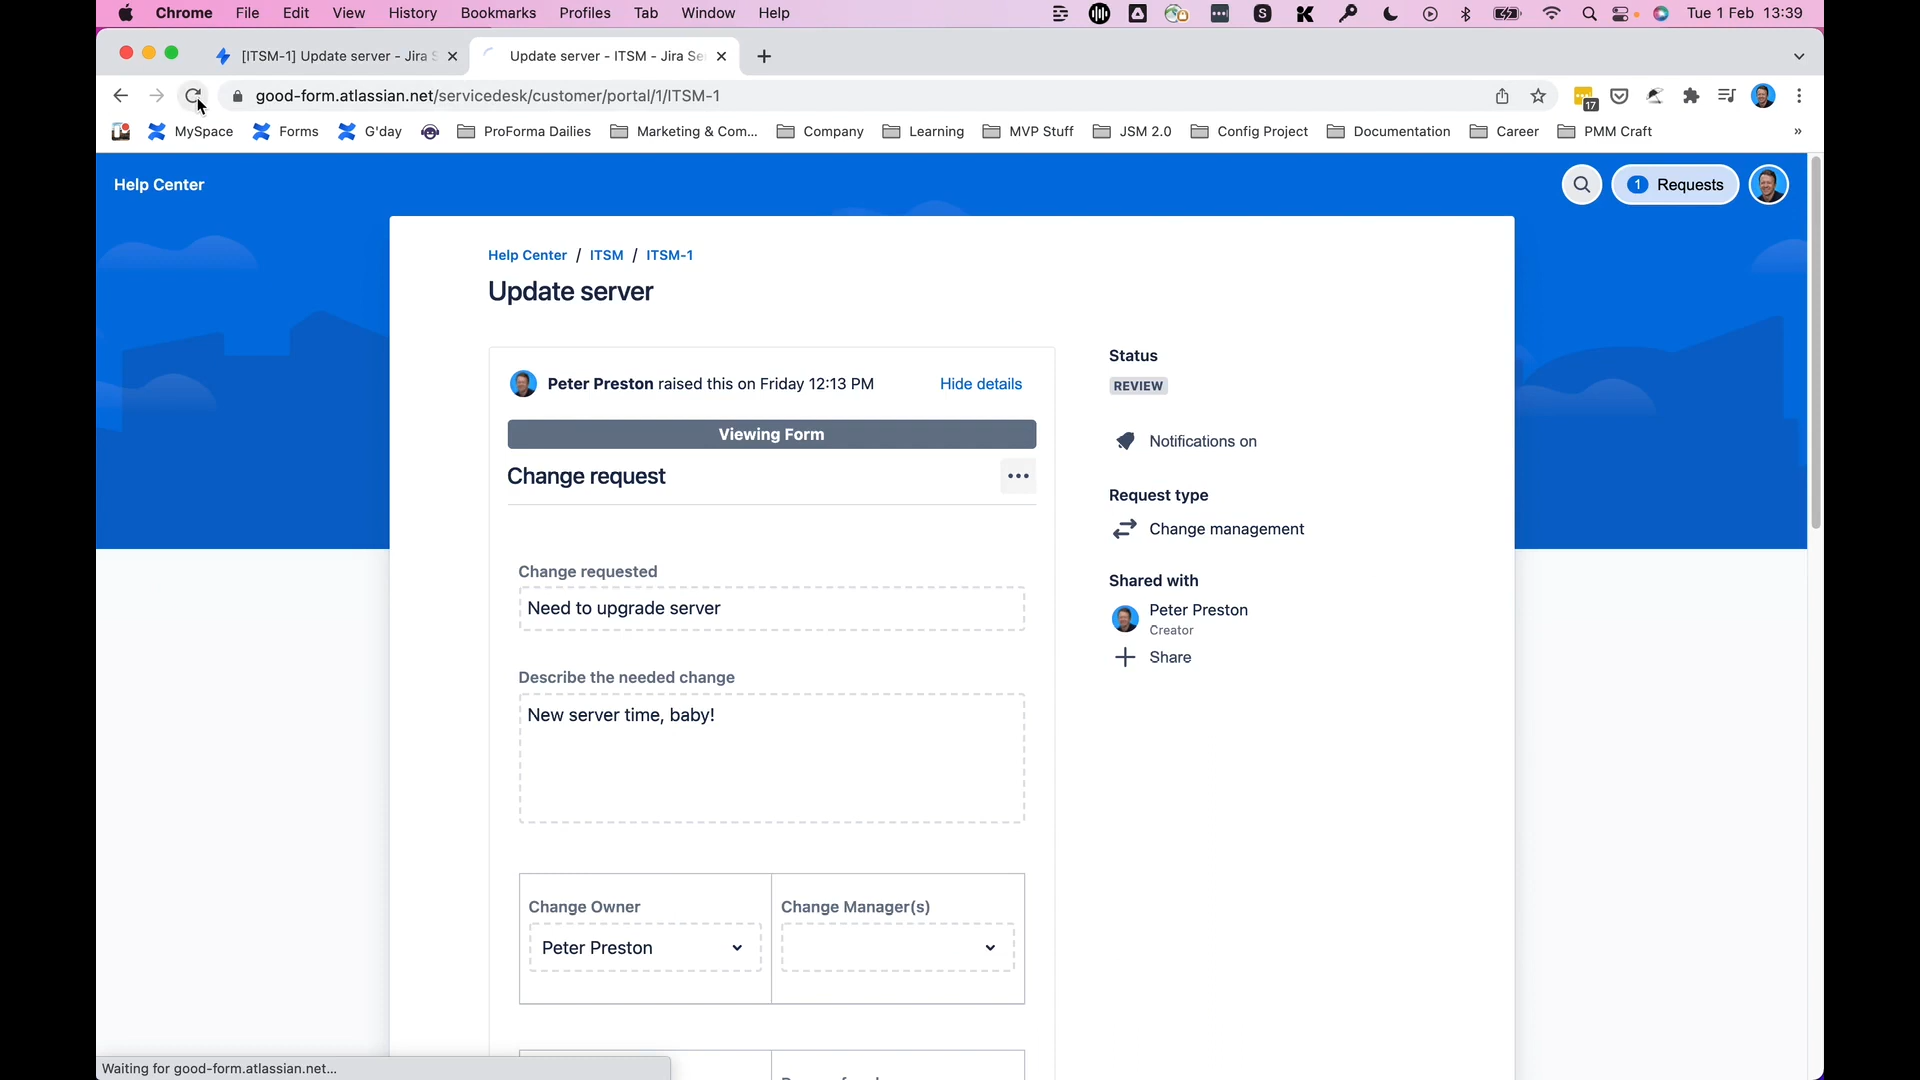 Chrome File Edit View History Bookmarks Profiles Tab Window Help Tue 1 Feb 13:39
[ITSM-1] Update server - Jira S Update server - ITSM - Jira Se
good-form.atlassian.net/servicedesk/customer/portal/1/ITSM-1 17
MySpace Forms G'day ProForma Dailies Marketing & Com... Company Learning MVP Stuff JSM 2.0 Config Project Documentation Career PMM Craft »
Help Center 1 Requests
Help Center / ITSM / ITSM-1
Update server
Status
Peter Preston raised this on Friday 12:13 PM Hide details REVIEW
Viewing Form
Notifications on
Change request
Request type
Change management
Change requested
Shared with
Need to upgrade server
Peter Preston
Creator
Share
Describe the needed change
New server time, baby!
Change Owner Change Manager(s)
Peter Preston
Waiting for good-form.atlassian.net...